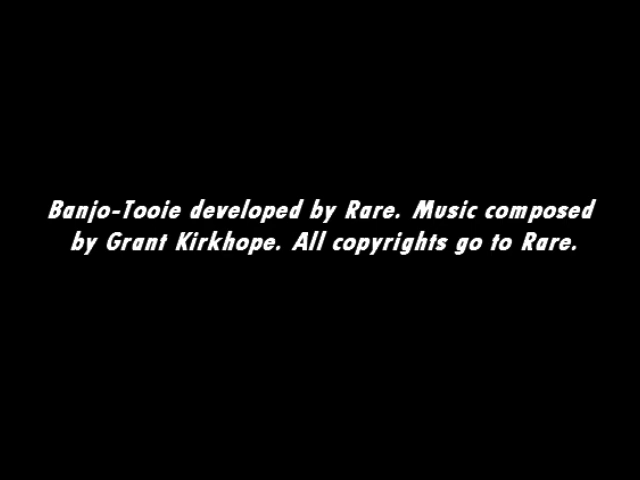 Banjo-Tooie developed by Rare. Music composed
by Grant Kirkhope. All copyrights go to Rare.